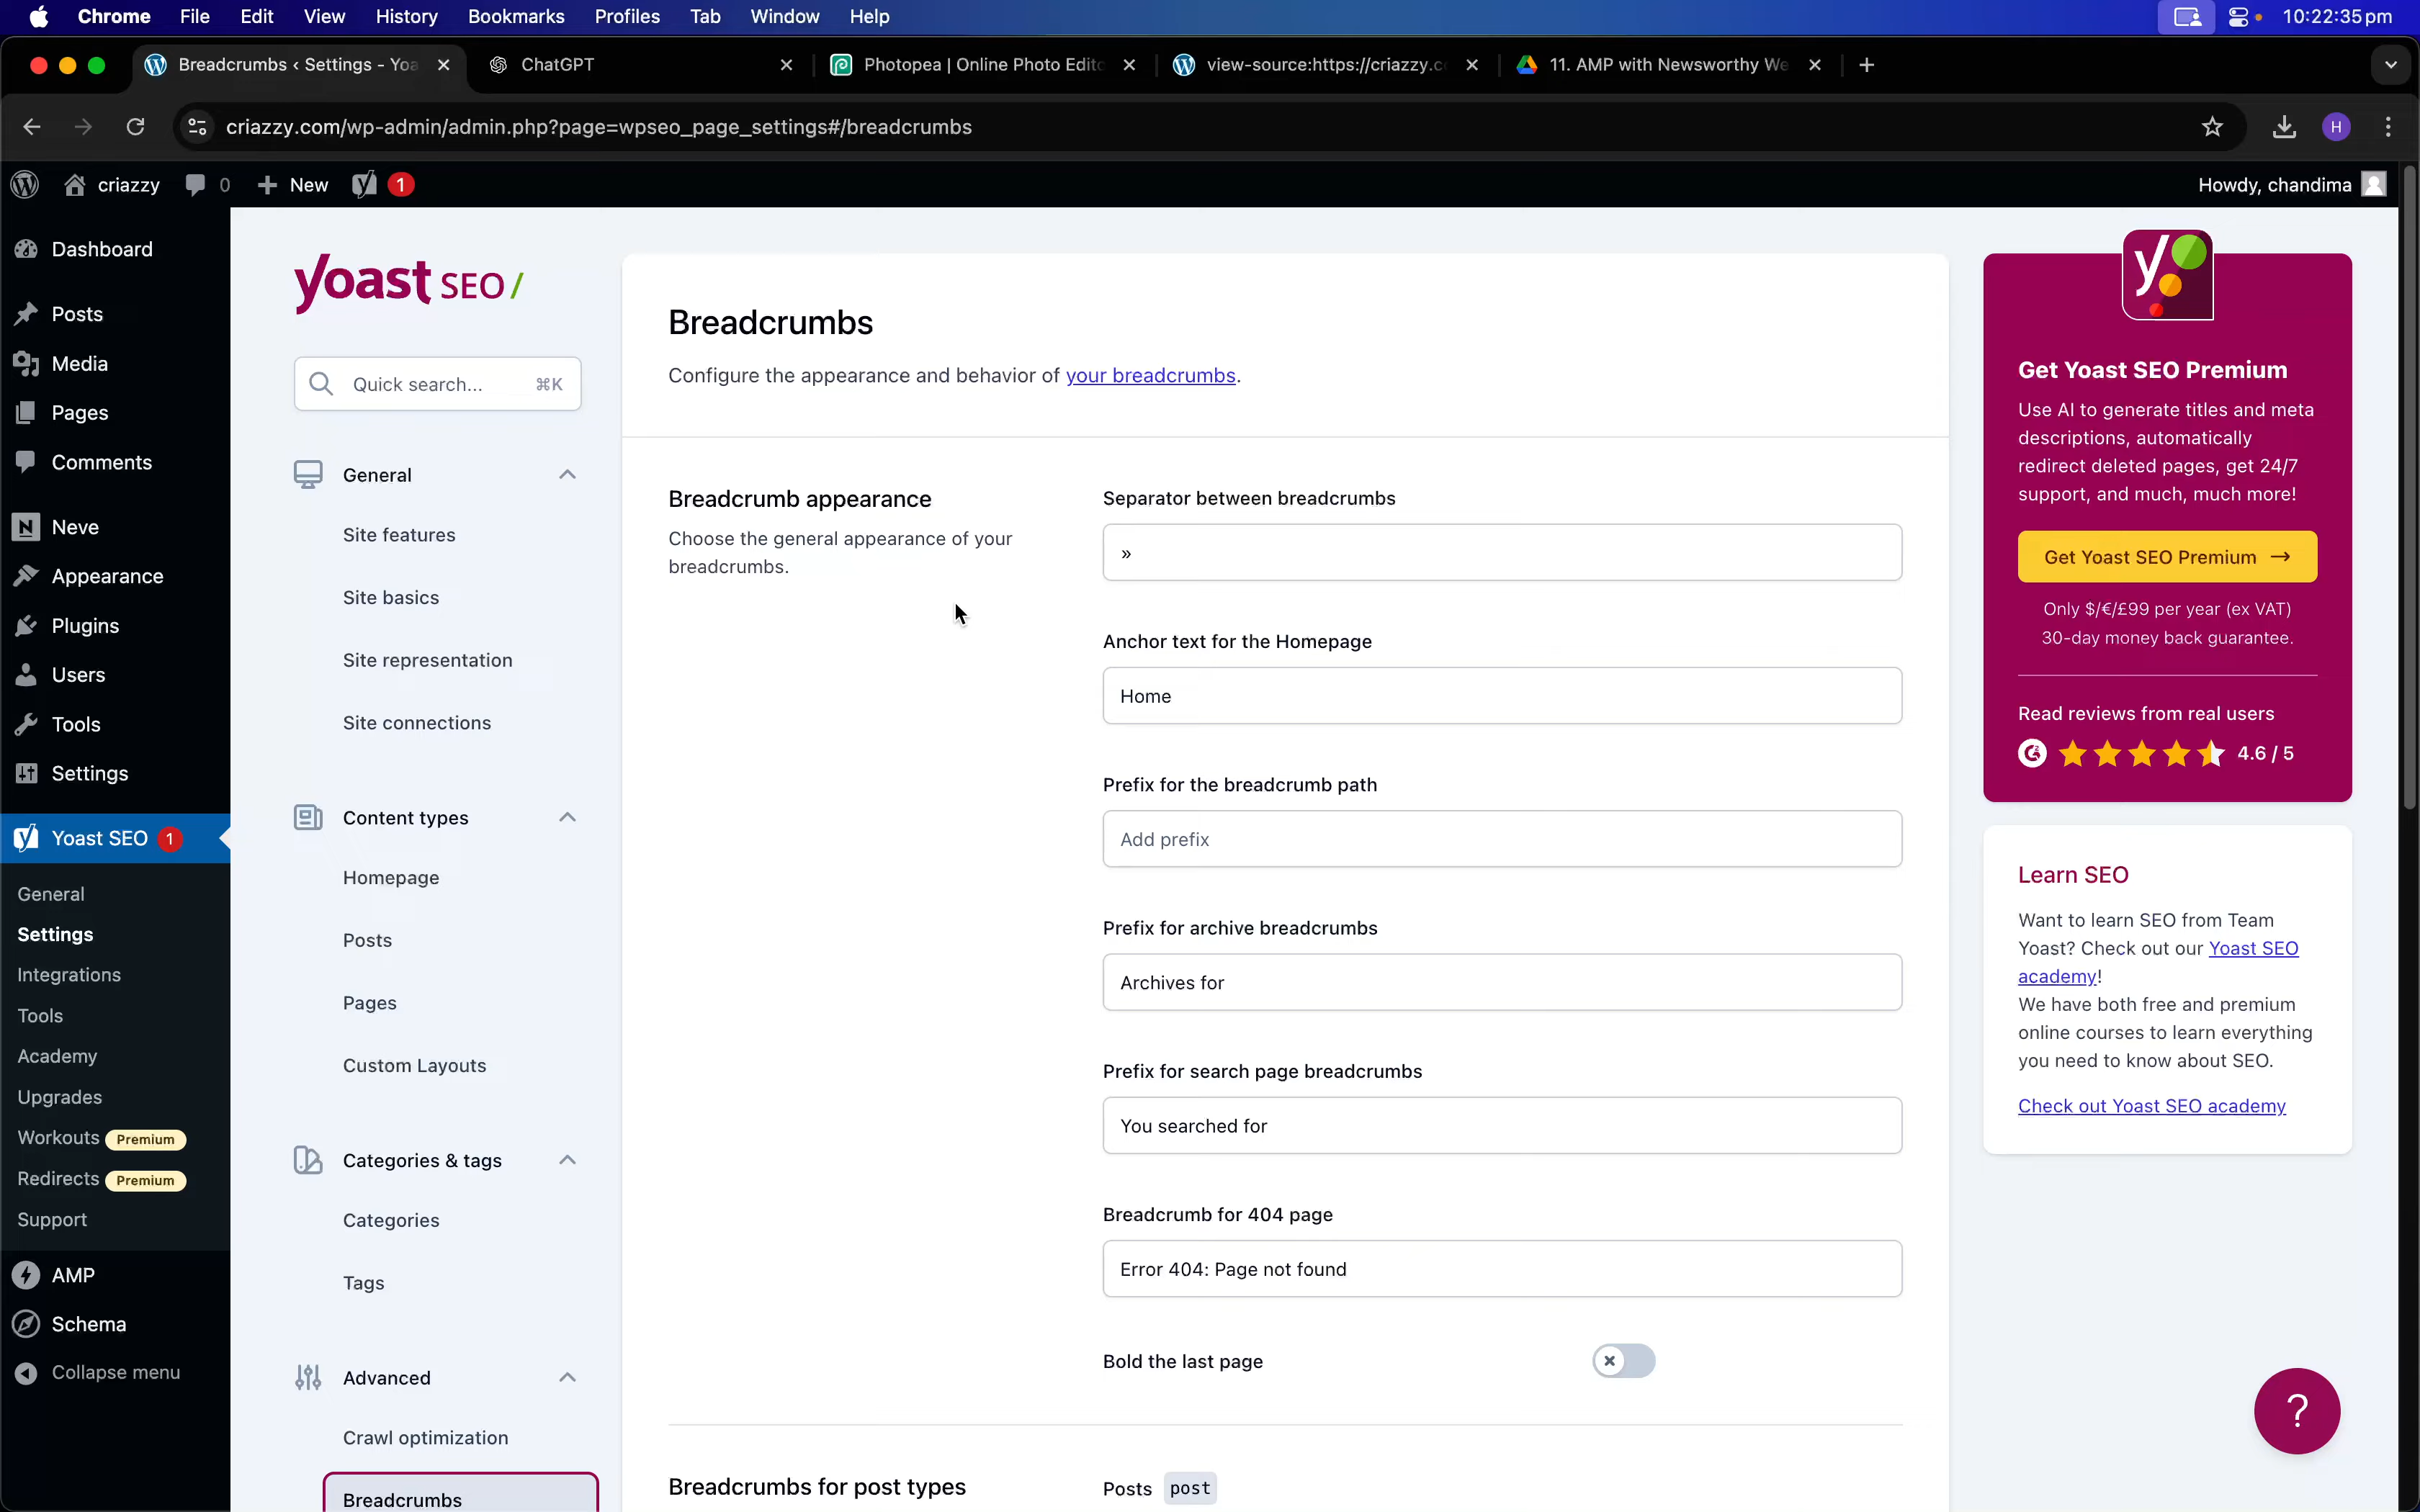 Chrome File Edit View History Bookmarks Profiles Tab Window Help 10:22:35 pm
Breadcrumbs ‹ Settings - Yoa
ChatGPT
Photopea | Online Photo Edito
view-source:https://criazzy.co
11. AMP with Newsworthy We
criazzy.com/wp-admin/admin.php?page=wpseo_page_settings#/breadcrumbs
H
criazzy 0 New 1
Howdy, chandima
Dashboard
Posts
Media
Pages
Comments
Neve
Appearance
Plugins
Users
Tools
Settings
Yoast SEO 1
General
Settings
Integrations
Tools
Academy
Upgrades
Workouts Premium
Redirects Premium
Support
AMP
Schema
Collapse menu
yoast SEO/
Quick search... ⌘K
General
Site features
Site basics
Site representation
Site connections
Content types
Homepage
Posts
Pages
Custom Layouts
Categories & tags
Categories
Tags
Advanced
Crawl optimization
Breadcrumbs
Breadcrumbs
Configure the appearance and behavior of your breadcrumbs.
Breadcrumb appearance
Choose the general appearance of your
breadcrumbs.
Separator between breadcrumbs
»
Anchor text for the Homepage
Home
Prefix for the breadcrumb path
Add prefix
Prefix for archive breadcrumbs
Archives for
Prefix for search page breadcrumbs
You searched for
Breadcrumb for 404 page
Error 404: Page not found
Bold the last page
Breadcrumbs for post types
Posts post
Get Yoast SEO Premium
Use AI to generate titles and meta
descriptions, automatically
redirect deleted pages, get 24/7
support, and much, much more!
Get Yoast SEO Premium →
Only $/€/£99 per year (ex VAT)
30-day money back guarantee.
Read reviews from real users
4.6 / 5
Learn SEO
Want to learn SEO from Team
Yoast? Check out our Yoast SEO
academy!
We have both free and premium
online courses to learn everything
you need to know about SEO.
Check out Yoast SEO academy
?